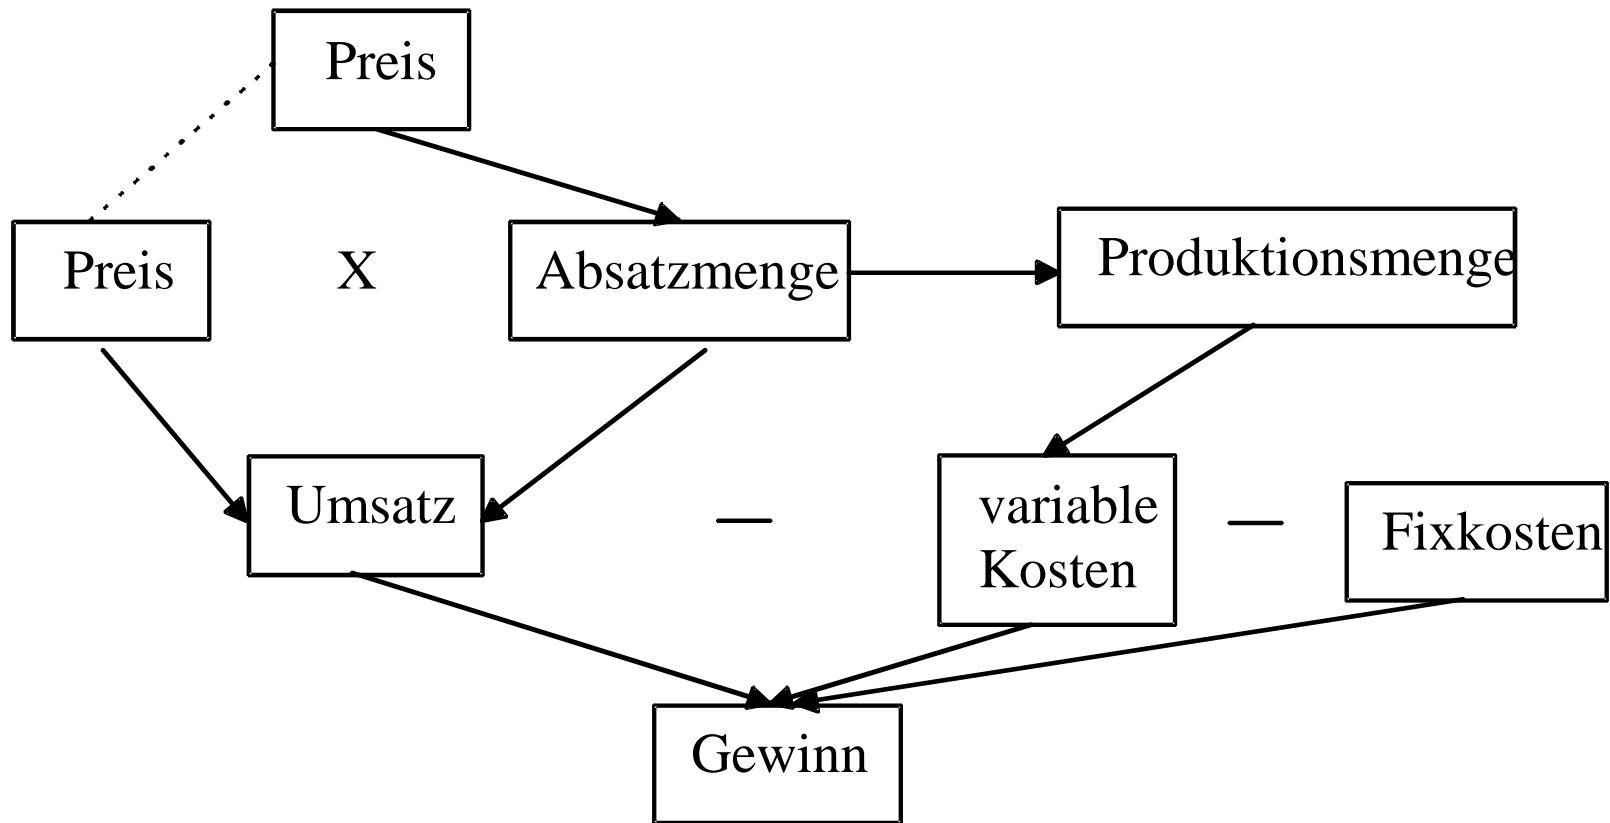 Preis
Preis X Absatzmenge Produktionsmenge
Umsatz — variable Kosten — Fixkosten
Gewinn